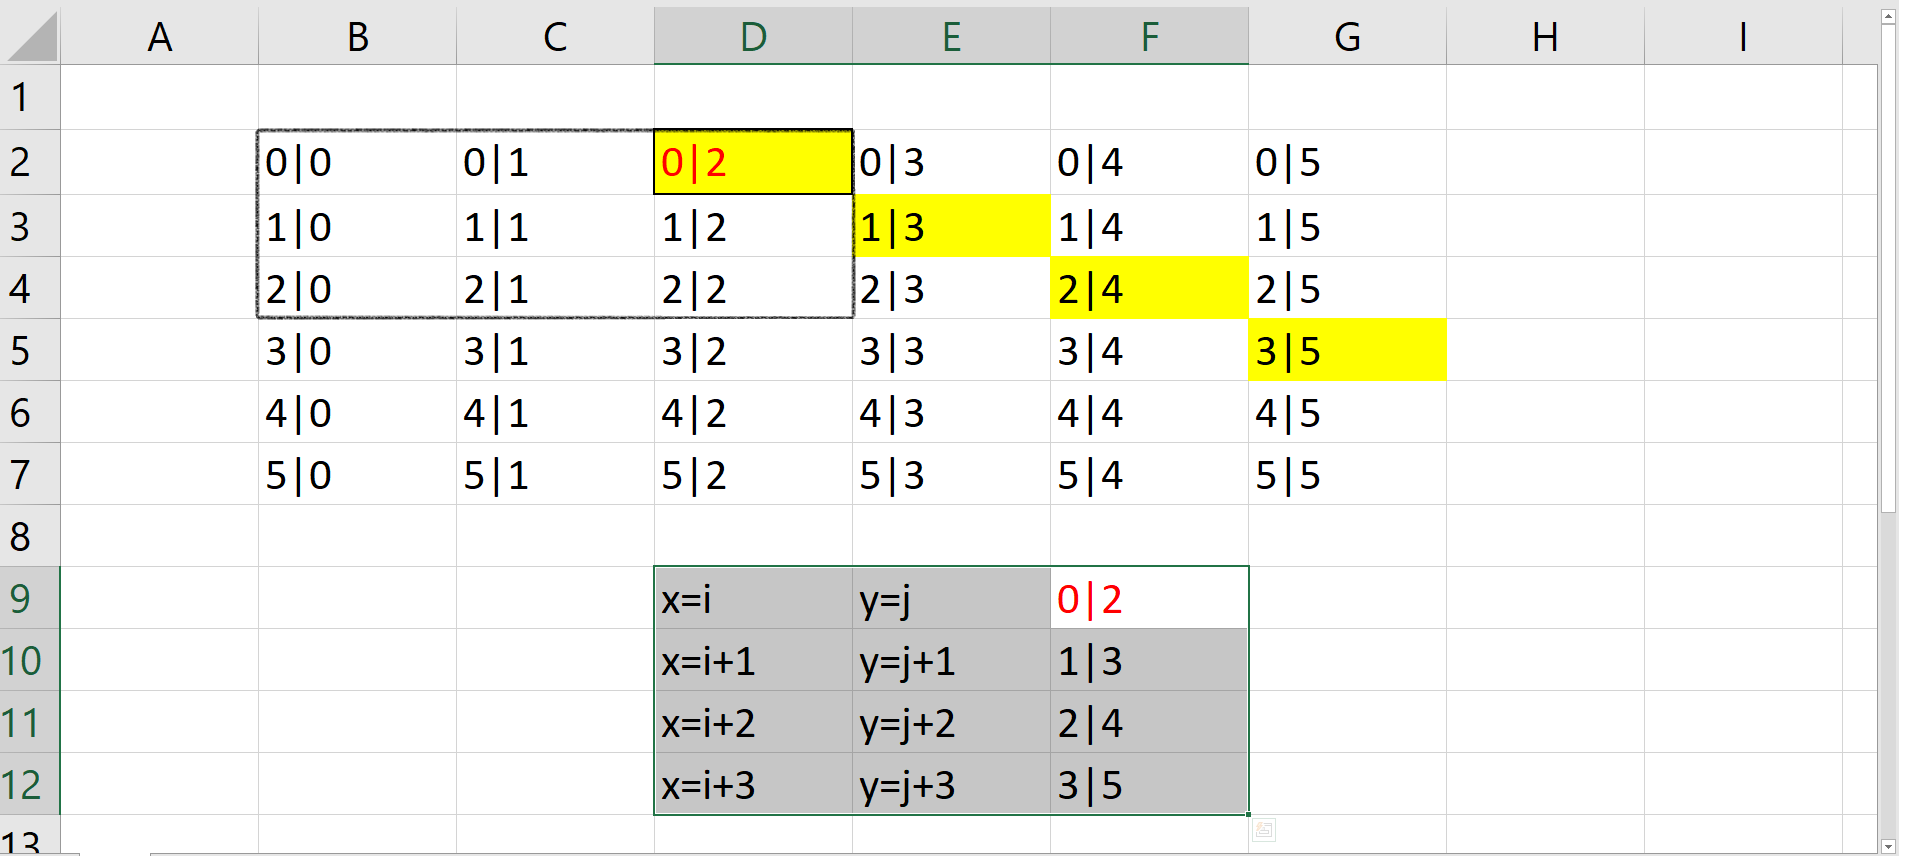 A B C D E F G H I
1
2 0|0 0|1 0|2 0|3 0|4 0|5
3 1|0 1|1 1|2 1|3 1|4 1|5
4 2|0 2|1 2|2 2|3 2|4 2|5
5 3|0 3|1 3|2 3|3 3|4 3|5
6 4|0 4|1 4|2 4|3 4|4 4|5
7 5|0 5|1 5|2 5|3 5|4 5|5
8
9 x=i y=j 0|2
10 x=i+1 y=j+1 1|3
11 x=i+2 y=j+2 2|4
12 x=i+3 y=j+3 3|5
13